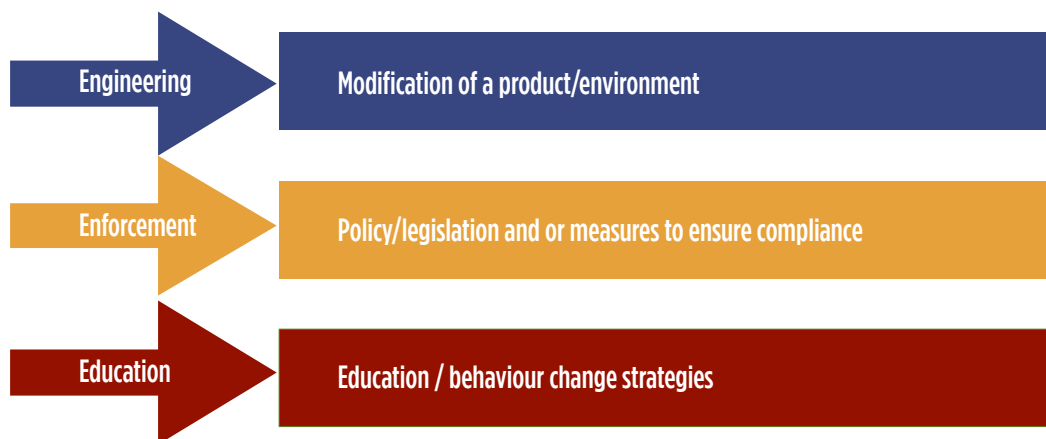 Engineering
Modification of a product/environment
Enforcement
Policy/legislation and or measures to ensure compliance
Education
Education / behaviour change strategies